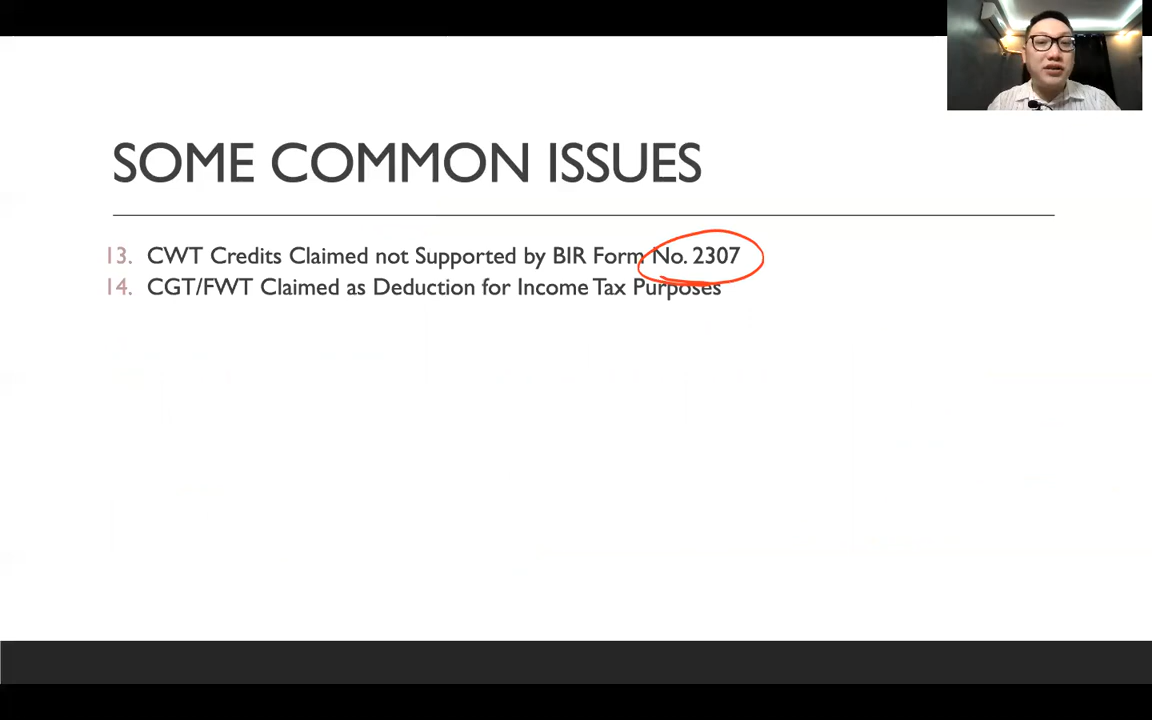 SOME COMMON ISSUES
13. CWT Credits Claimed not Supported by BIR Form No. 2307
14. CGT/FWT Claimed as Deduction for Income Tax Purposes